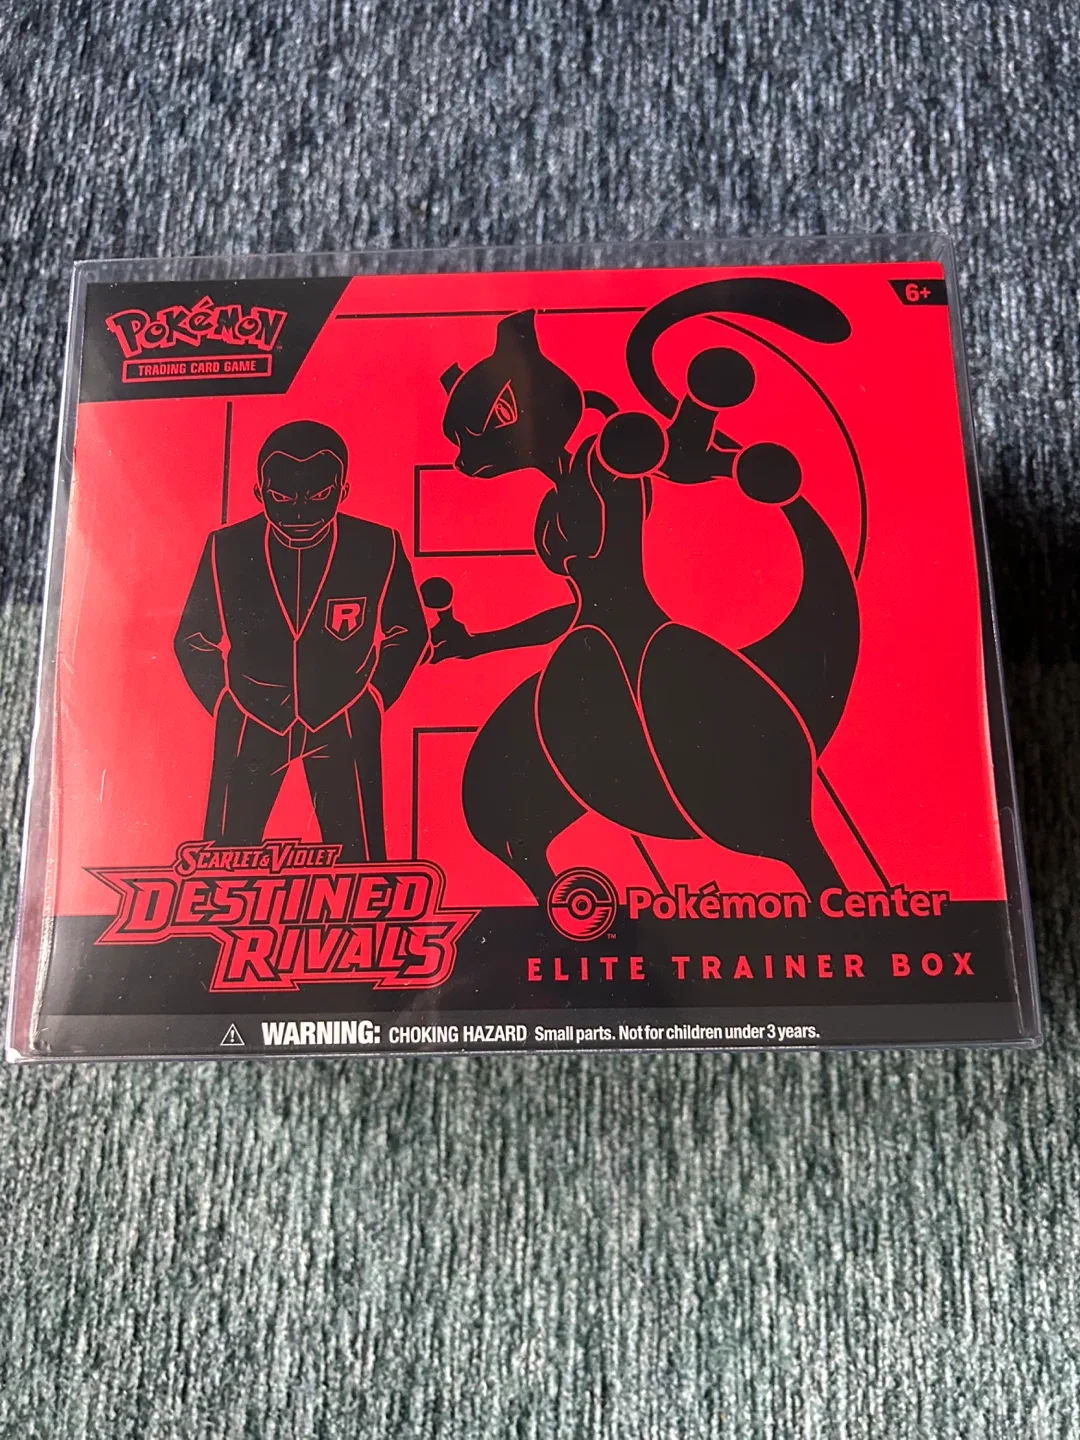 POKéMON
TRADING CARD GAME
6+
R
SCARLET & VIOLET
DESTINED
RIVALS
Pokémon Center
TM
ELITE TRAINER BOX
WARNING: CHOKING HAZARD Small parts. Not for children under 3 years.